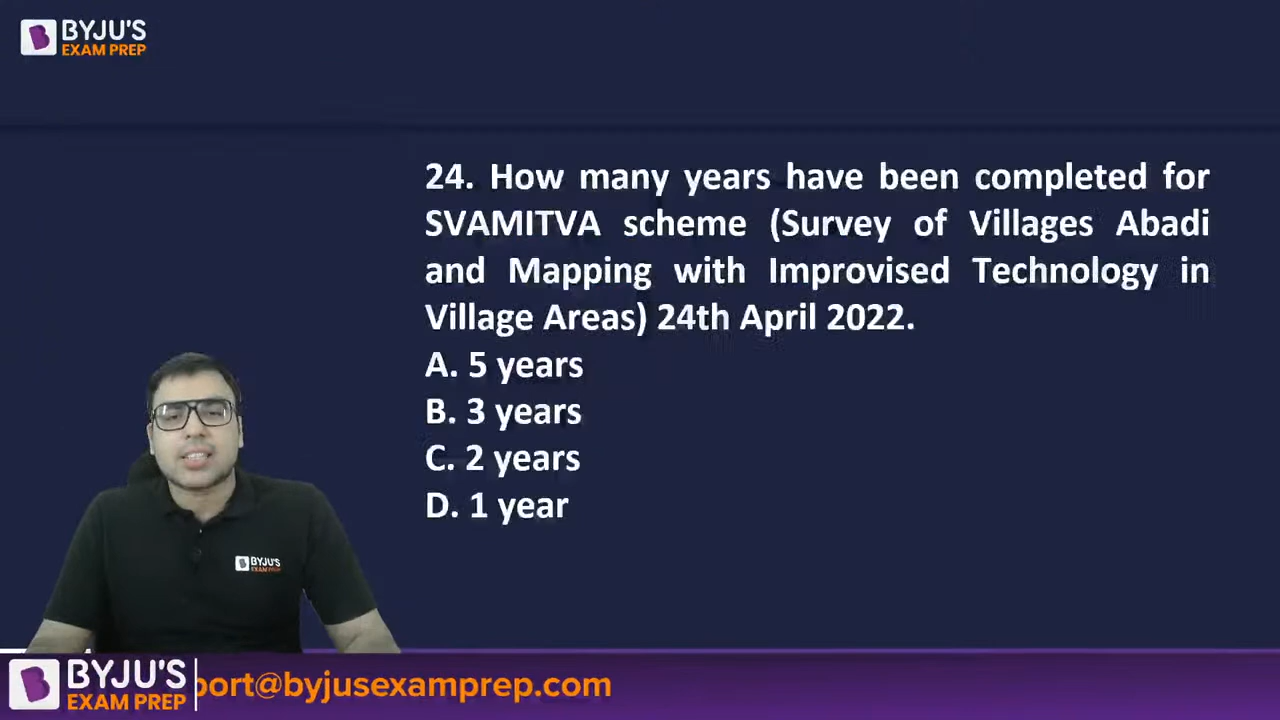 BYJU'S
EXAM PREP
24. How many years have been completed for
SVAMITVA scheme (Survey of Villages Abadi
and Mapping with Improvised Technology in
Village Areas) 24th April 2022.
A. 5 years
B. 3 years
C. 2 years
D. 1 year
BYJU'S
EXAM PREP
BYJU'S
EXAM PREP
port@byjusexamprep.com